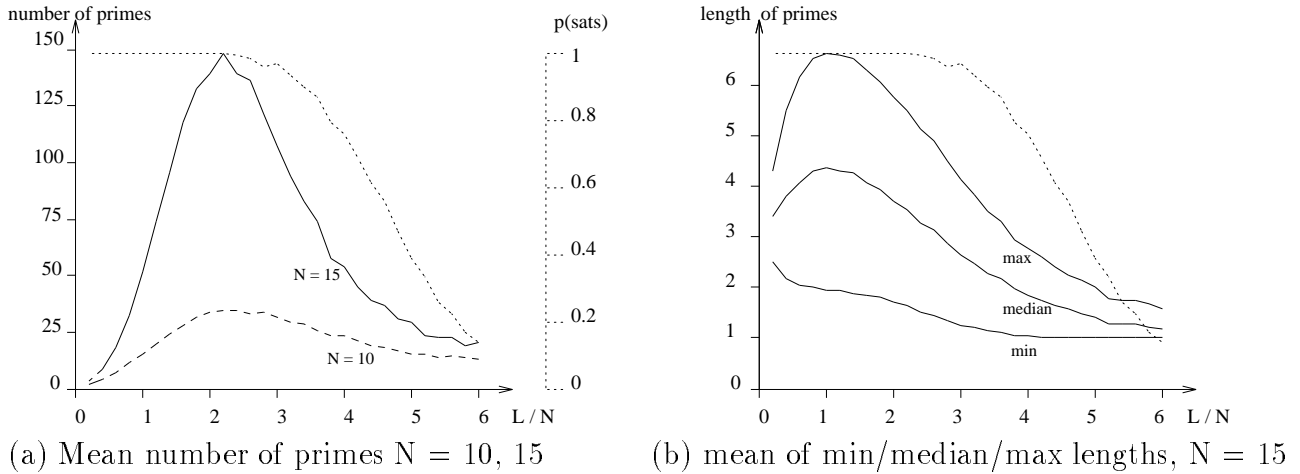 number of primes
150
125
100
75
50
25
0
0
1
2
3
4
5
6
L / N
N = 15
N = 10
p(sats)
1
0.8
0.6
0.4
0.2
0
(a) Mean number of primes N = 10, 15
length of primes
6
5
4
3
2
1
0
0
1
2
3
4
5
6
L / N
max
median
min
(b) mean of min/median/max lengths, N = 15